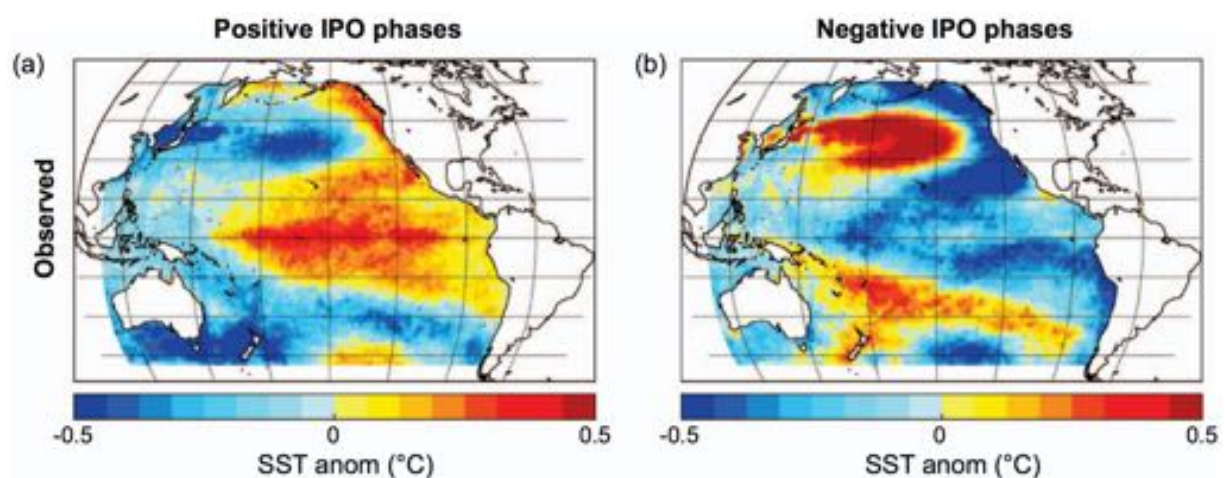 Positive IPO phases
Negative IPO phases
(a)
(b)
Observed
-0.5
0
0.5
-0.5
0
0.5
SST anom (°C)
SST anom (°C)